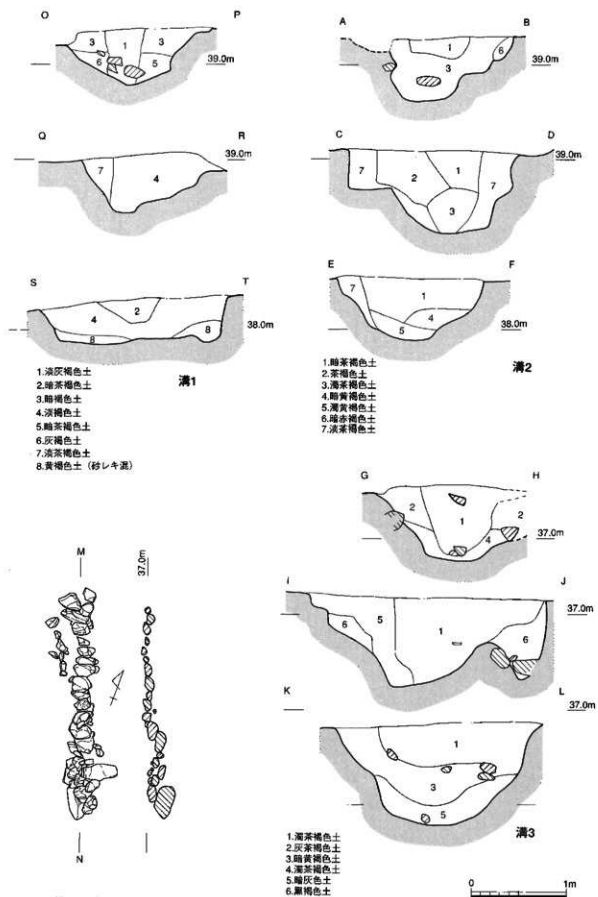 O P
3 1 3
6 5
39.0m
Q R
39.0m
7 4
S T
4 2
8 8
38.0m
溝1
1.淡灰褐色土
2.暗茶褐色土
3.暗褐色土
4.淡褐色土
5.暗茶褐色土
6.灰褐色土
7.淡茶褐色土
8.黄褐色土（砂レキ混）
A B
1 6
3
39.0m
C D
39.0m
7 2 1 7
3
E F
7 1
4
5
38.0m
溝2
1.暗茶褐色土
2.茶褐色土
3.濁茶褐色土
4.暗黄褐色土
5.濁黄褐色土
6.暗赤褐色土
7.淡茶褐色土
G H
2 1 2
4
37.0m
I J
37.0m
6 5 1 6
K L
37.0m
1
3
5
溝3
1.濁茶褐色土
2.灰茶褐色土
3.暗黄褐色土
4.濁茶褐色土
5.暗灰色土
6.黒褐色土
M
37.0m
N
0 1m